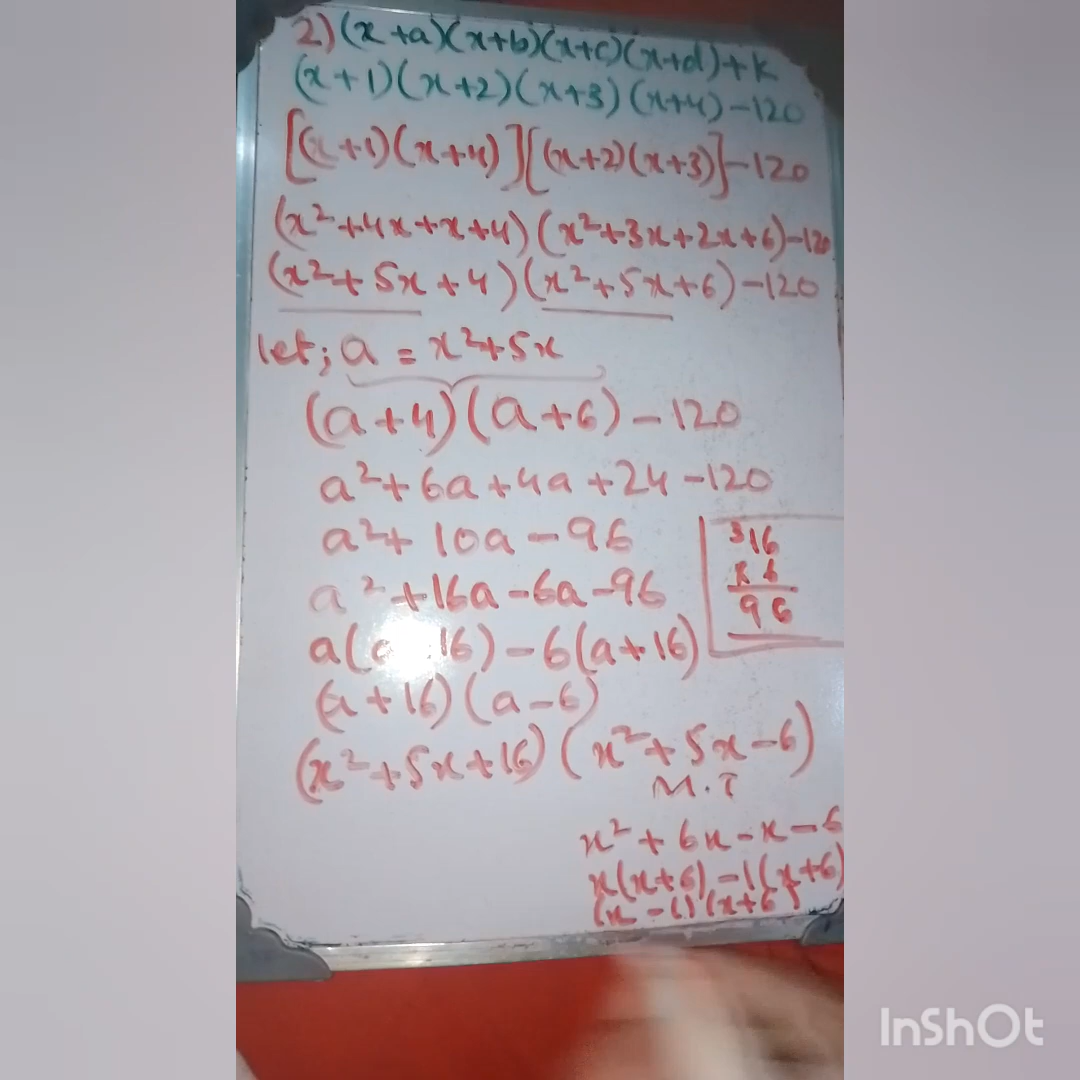 2) (x+a)(x+b)(x+c)(x+d)+k
(x+1)(x+2)(x+3)(x+4)-120
[(x+1)(x+4)][(x+2)(x+3)]-120
(x²+4x+x+4)(x²+3x+2x+6)-120
(x²+5x+4)(x²+5x+6)-120
let; a = x²+5x
(a+4)(a+6)-120
a²+6a+4a+24-120
a²+10a-96
a²+16a-6a-96
a(a 16)-6(a+16)
(a+16)(a-6)
(x²+5x+16)(x²+5x-6)
M.T
x²+6x-x-6
x(x+6)-1(x+6)
(x-1)(x+6)
³16
x 6
96
InShOt